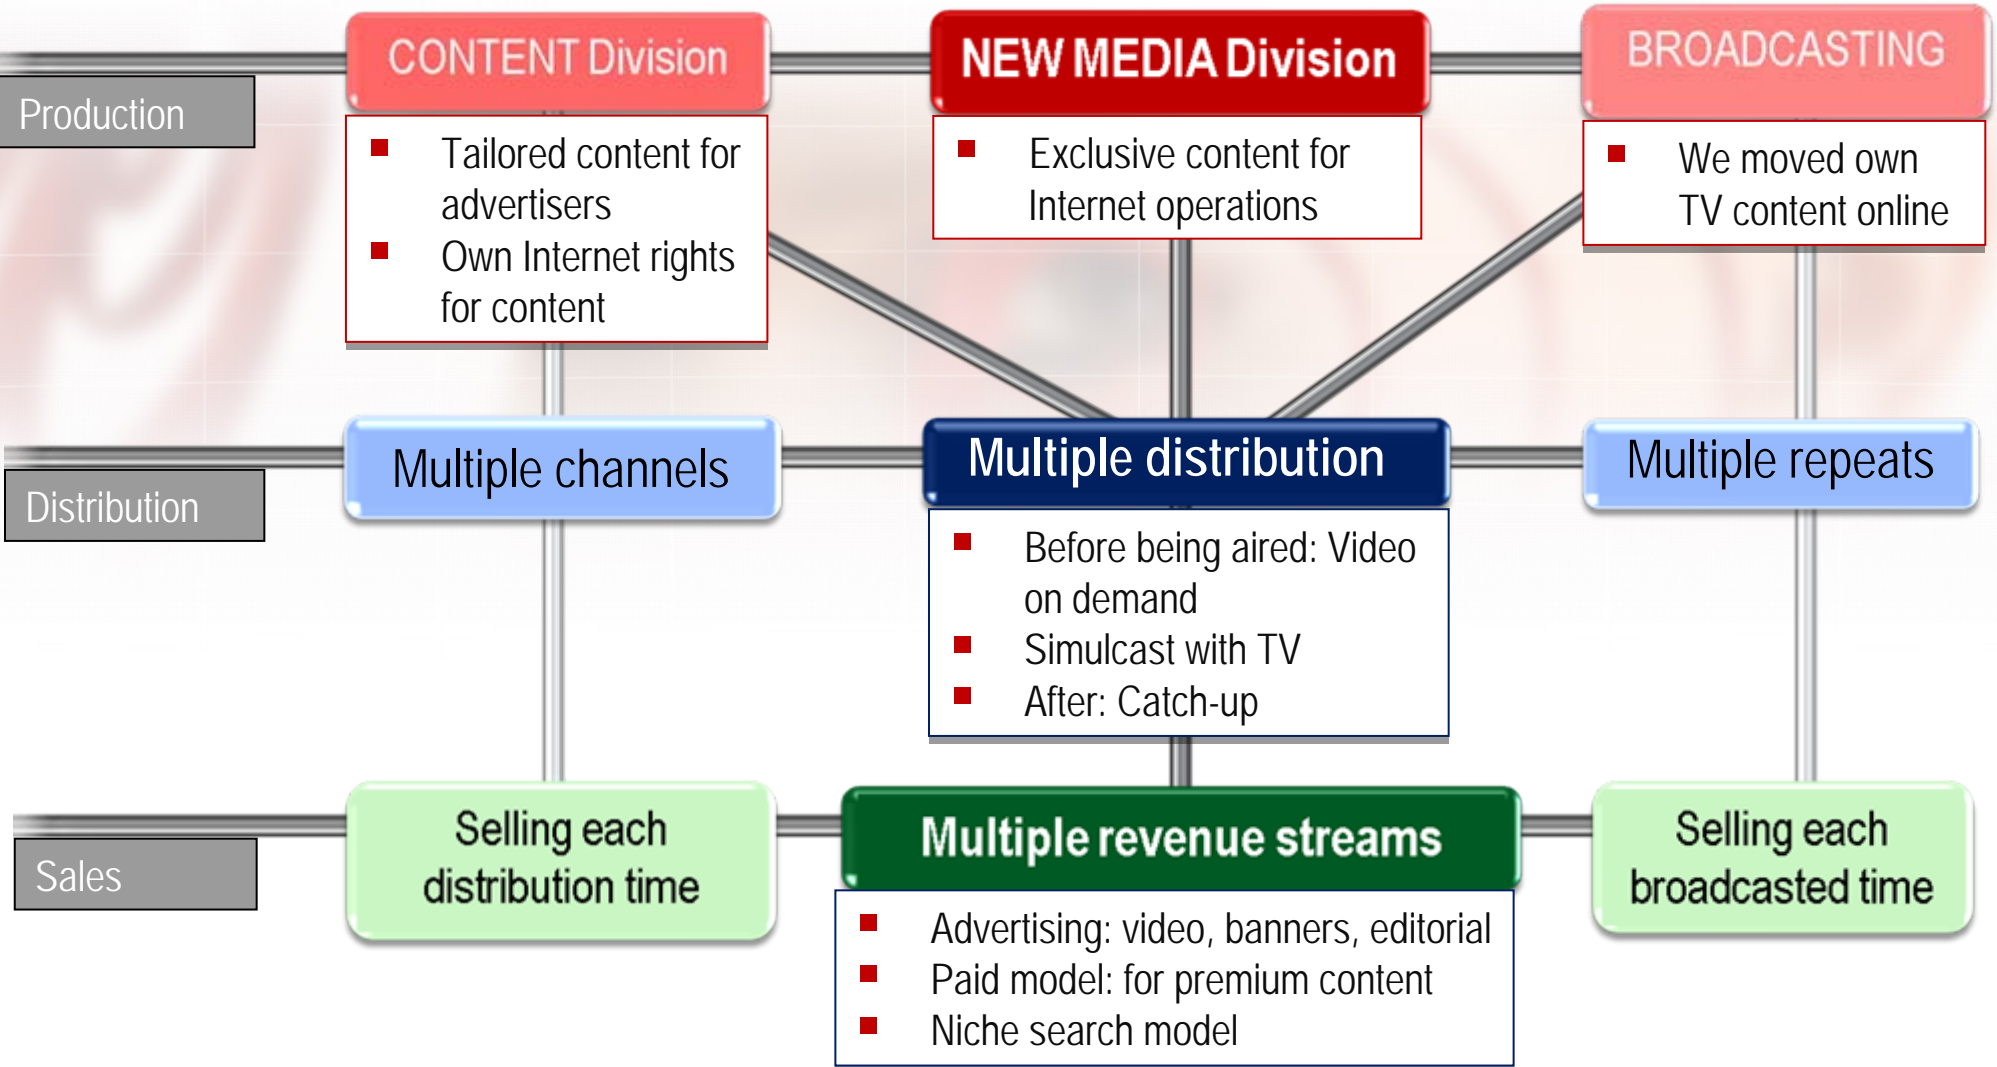 CONTENT Division
NEW MEDIA Division
BROADCASTING
Production
Tailored content for
advertisers
Own Internet rights
for content
Exclusive content for
Internet operations
We moved own
TV content online
Multiple channels
Multiple distribution
Multiple repeats
Distribution
Before being aired: Video
on demand
Simulcast with TV
After: Catch-up
Selling each
distribution time
Multiple revenue streams
Selling each
broadcasted time
Sales
Advertising: video, banners, editorial
Paid model: for premium content
Niche search model